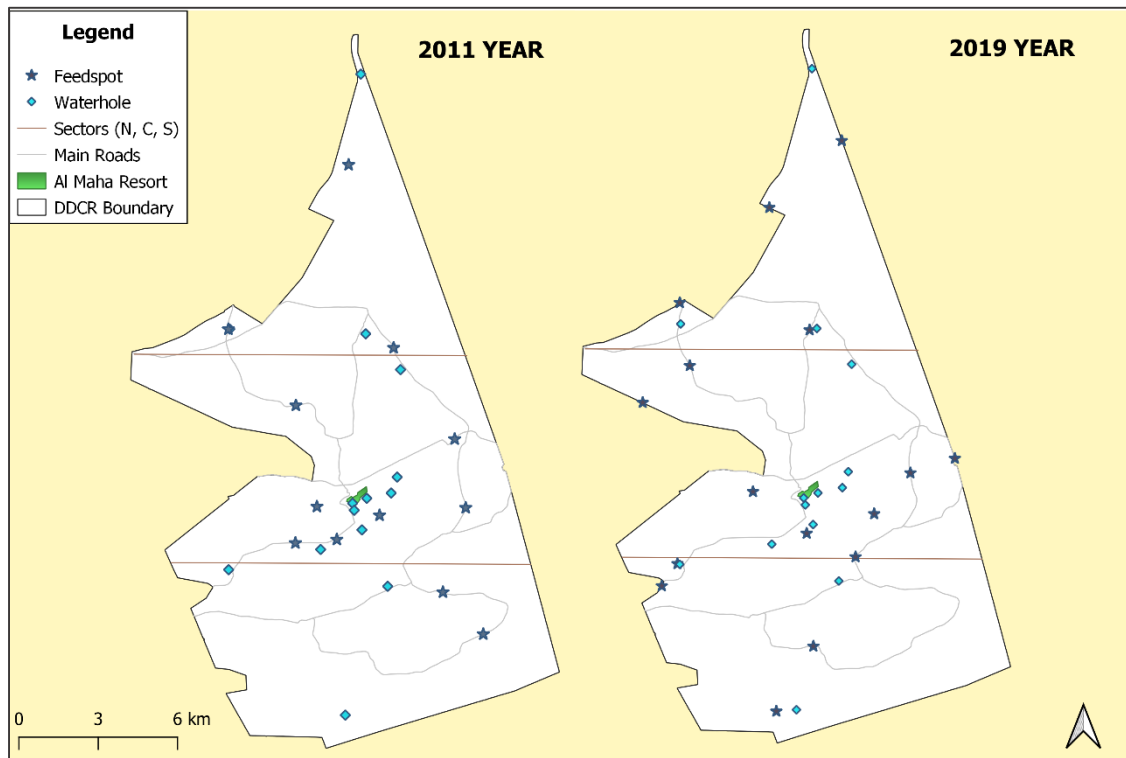 Legend
Feedspot
Waterhole
Sectors (N, C, S)
Main Roads
Al Maha Resort
DDCR Boundary
2011 YEAR
2019 YEAR
0 3 6 km